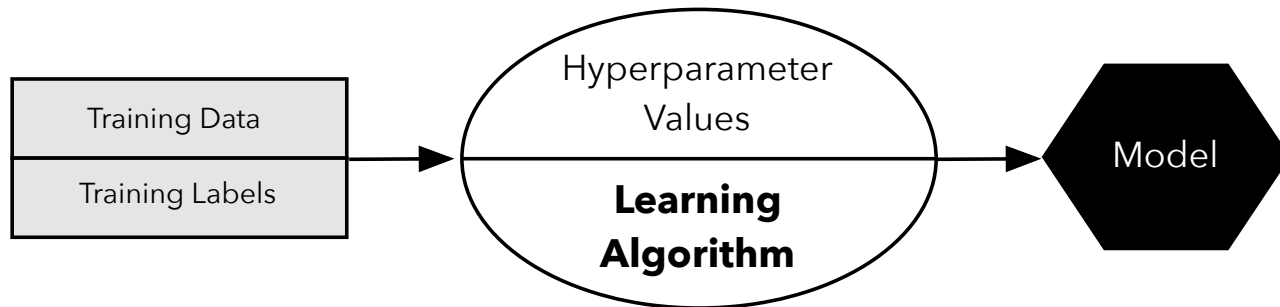 Training Data
Training Labels
Hyperparameter
Values
Learning
Algorithm
Model